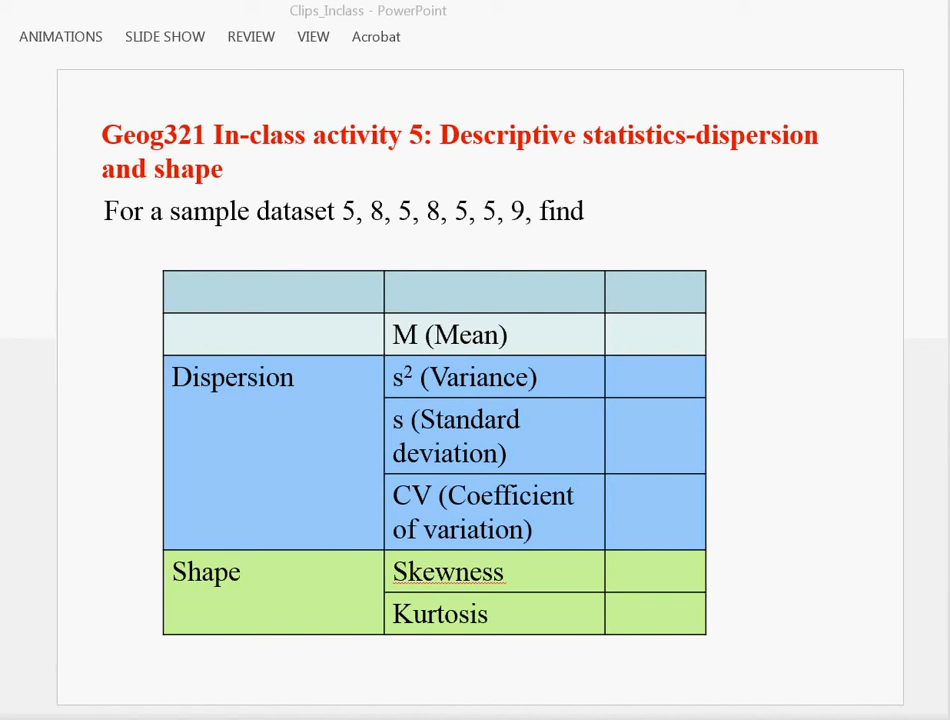 Clips_Inclass - PowerPoint
ANIMATIONS SLIDE SHOW REVIEW VIEW Acrobat
Geog321 In-class activity 5: Descriptive statistics-dispersion
and shape
For a sample dataset 5, 8, 5, 8, 5, 5, 9, find
M (Mean)
Dispersion s² (Variance)
s (Standard
deviation)
CV (Coefficient
of variation)
Shape Skewness
Kurtosis